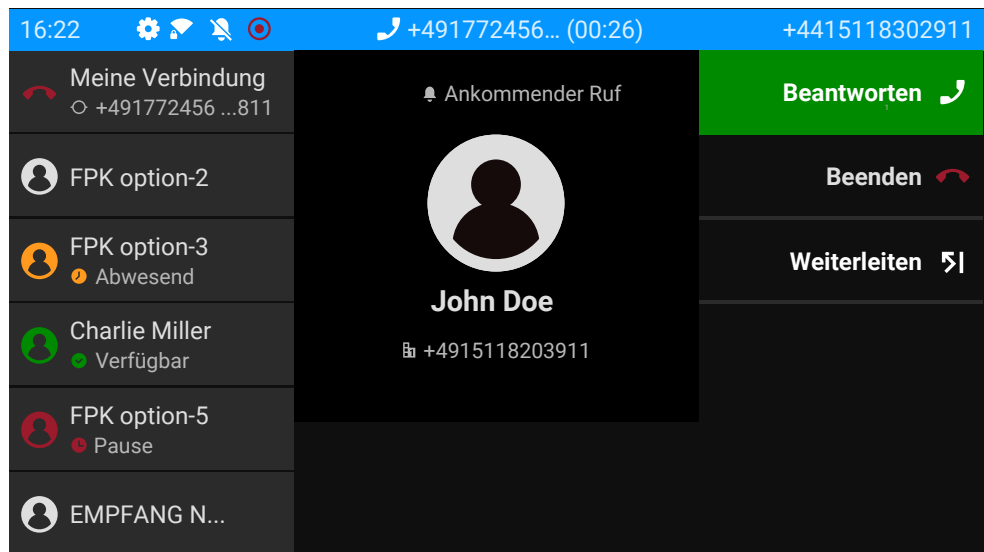 16:22
+491772456… (00:26)
+4415118302911
Meine Verbindung
+491772456 ...811
FPK option-2
FPK option-3
Abwesend
Charlie Miller
Verfügbar
FPK option-5
Pause
EMPFANG N...
Ankommender Ruf
John Doe
+4915118203911
Beantworten
Beenden
Weiterleiten